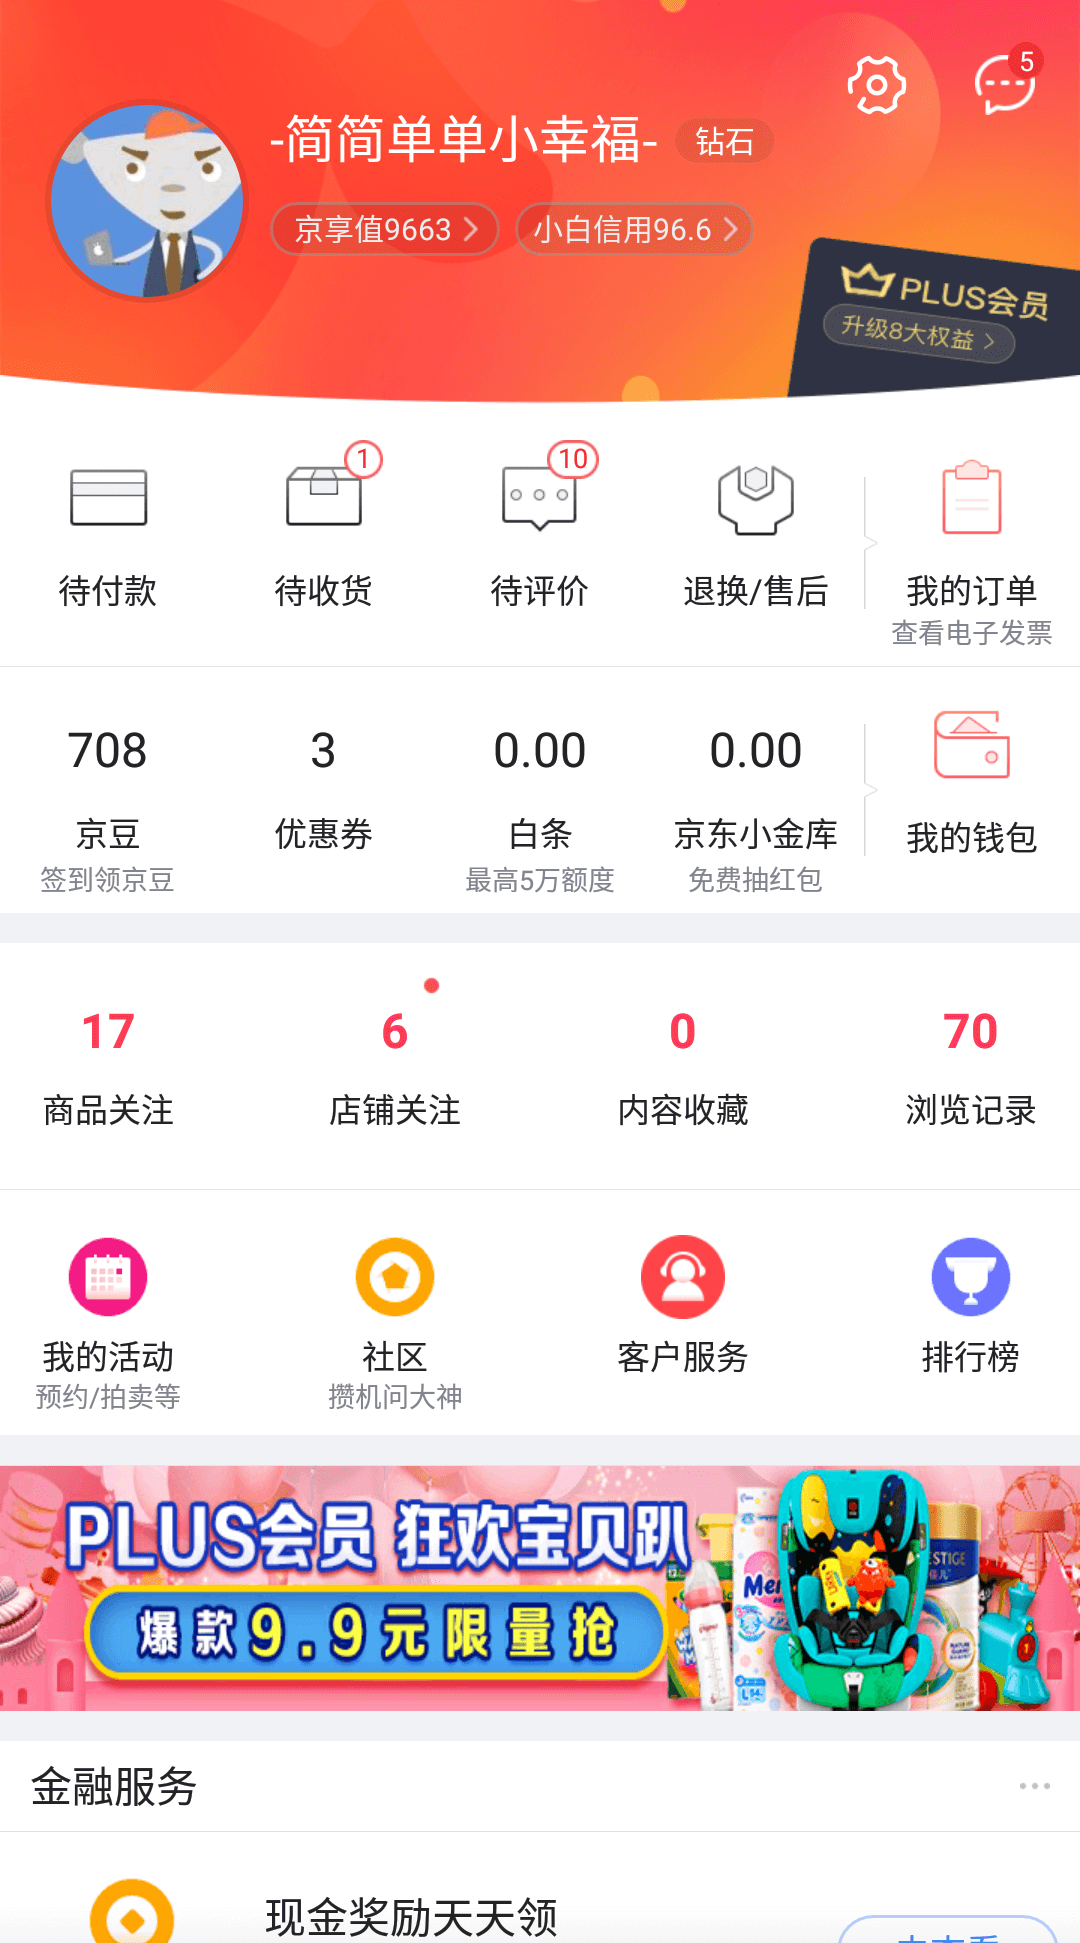 5
-简简单单小幸福- 钻石
京享值9663 小白信用96.6
PLUS会员
升级8大权益
1 10
待付款 待收货 待评价 退换/售后 我的订单
查看电子发票
708 3 0.00 0.00
京豆 优惠券 白条 京东小金库 我的钱包
签到领京豆 最高5万额度 免费抽红包
17 6 0 70
商品关注 店铺关注 内容收藏 浏览记录
我的活动 社区 客户服务 排行榜
预约/拍卖等 攒机问大神
PLUS会员 狂欢宝贝趴
爆款9.9元限量抢
金融服务
现金奖励天天领
去查看